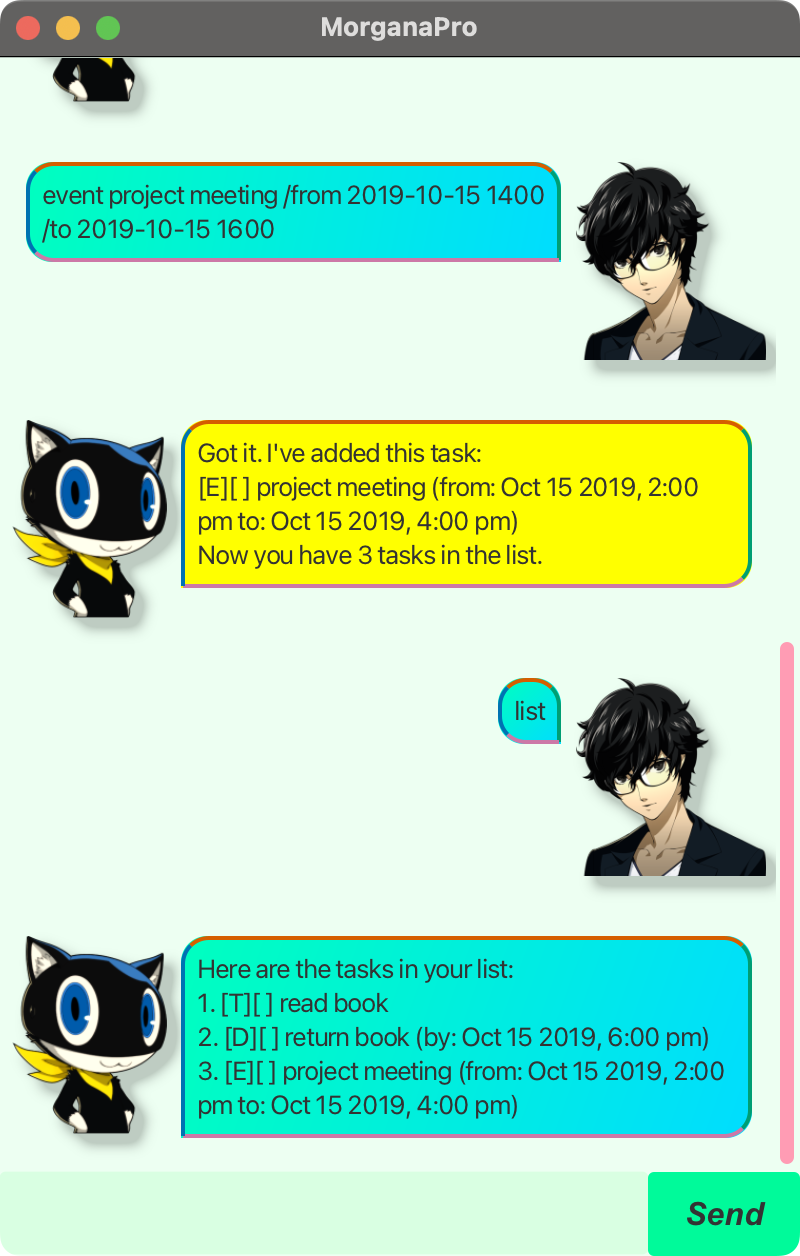 MorganaPro
event project meeting /from 2019-10-15 1400
/to 2019-10-15 1600
Got it. I've added this task:
[E][ ] project meeting (from: Oct 15 2019, 2:00
pm to: Oct 15 2019, 4:00 pm)
Now you have 3 tasks in the list.
list
Here are the tasks in your list:
1. [T][ ] read book
2. [D][ ] return book (by: Oct 15 2019, 6:00 pm)
3. [E][ ] project meeting (from: Oct 15 2019, 2:00
pm to: Oct 15 2019, 4:00 pm)
Send